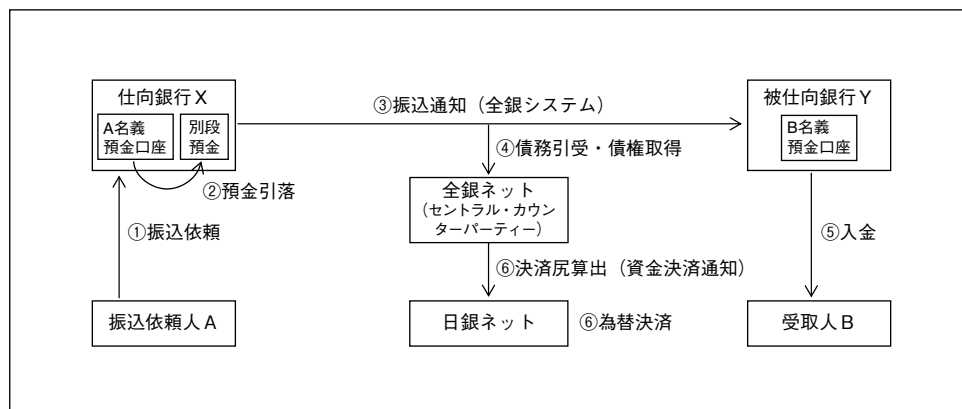 仕向銀行X
A名義
預金口座
別段
預金
②預金引落
③振込通知（全銀システム）
被仕向銀行Y
B名義
預金口座
④債務引受・債権取得
全銀ネット
（セントラル・カウン
ターパーティー）
①振込依頼
⑤入金
⑥決済尻算出（資金決済通知）
振込依頼人A
日銀ネット
⑥為替決済
受取人B